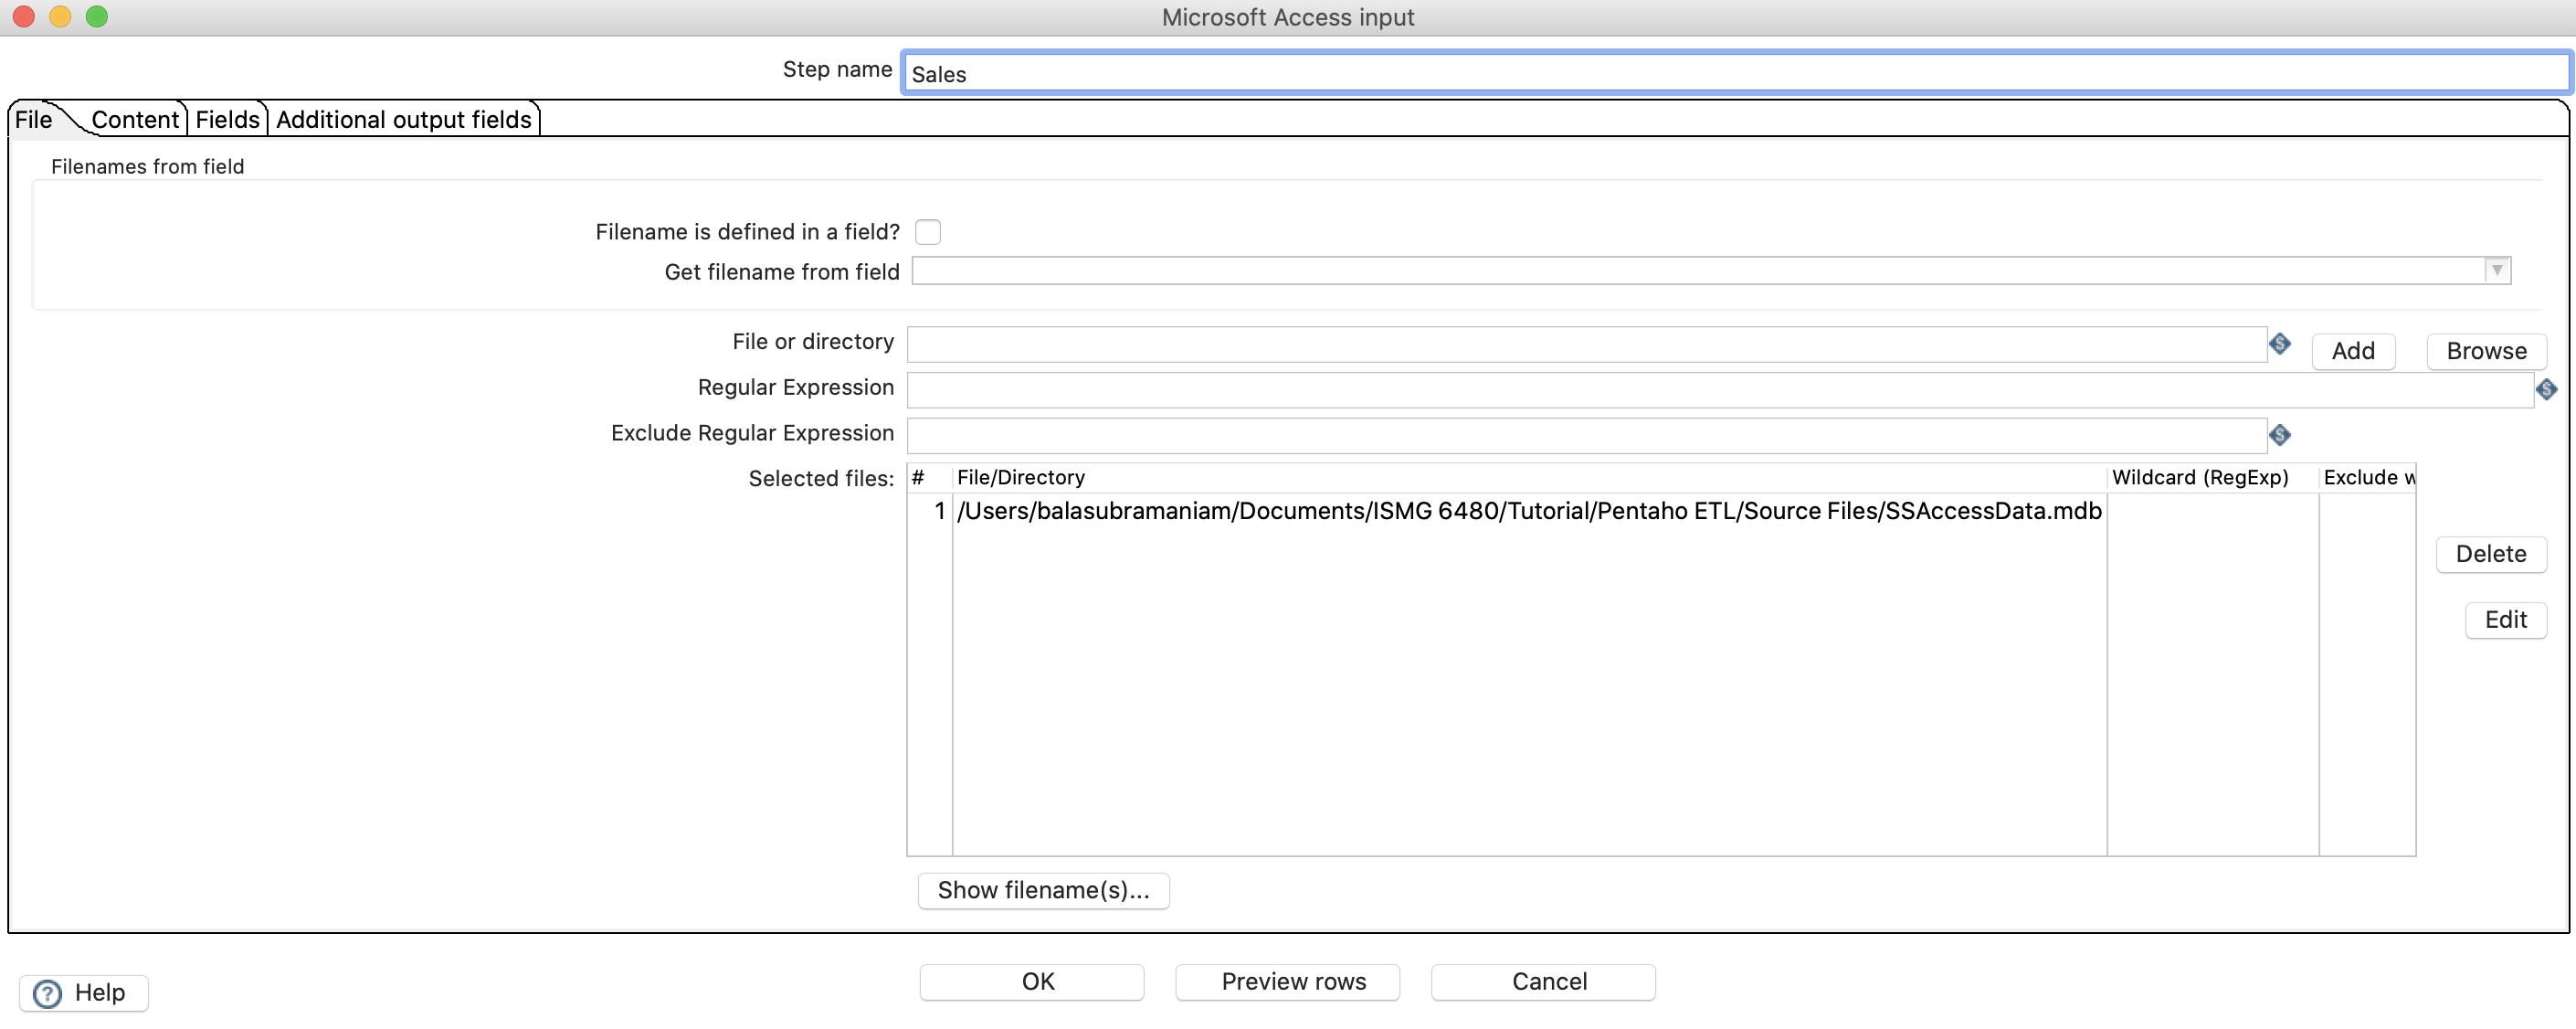 Microsoft Access input
Step name Sales
File Content Fields Additional output fields
Filenames from field
Filename is defined in a field?
Get filename from field
File or directory Add Browse
Regular Expression
Exclude Regular Expression
Selected files: # File/Directory Wildcard (RegExp) Exclude w
1 /Users/balasubramaniam/Documents/ISMG 6480/Tutorial/Pentaho ETL/Source Files/SSAccessData.mdb
Delete
Edit
Show filename(s)...
Help OK Preview rows Cancel